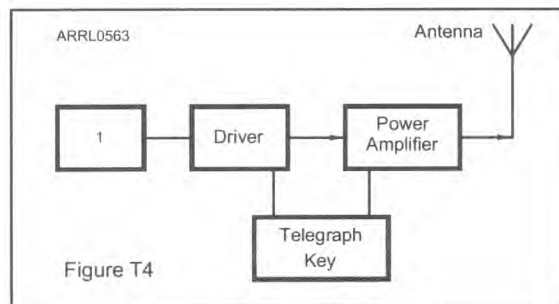 ARRL0563
Antenna
1
Driver
Power
Amplifier
Telegraph
Key
Figure T4